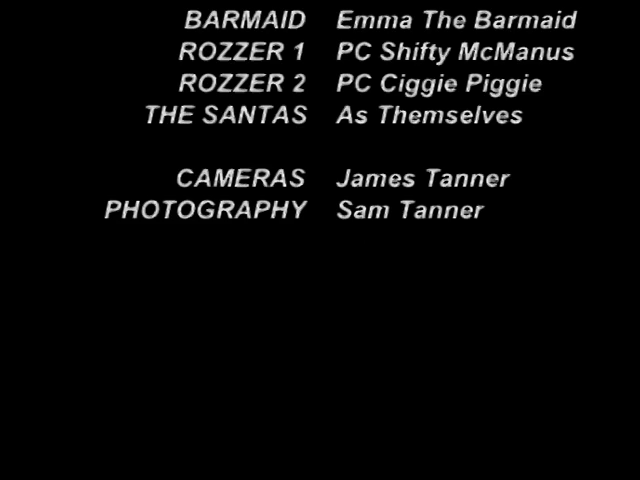 BARMAID Emma The Barmaid
ROZZER 1 PC Shifty McManus
ROZZER 2 PC Ciggie Piggie
THE SANTAS As Themselves
CAMERAS James Tanner
PHOTOGRAPHY Sam Tanner